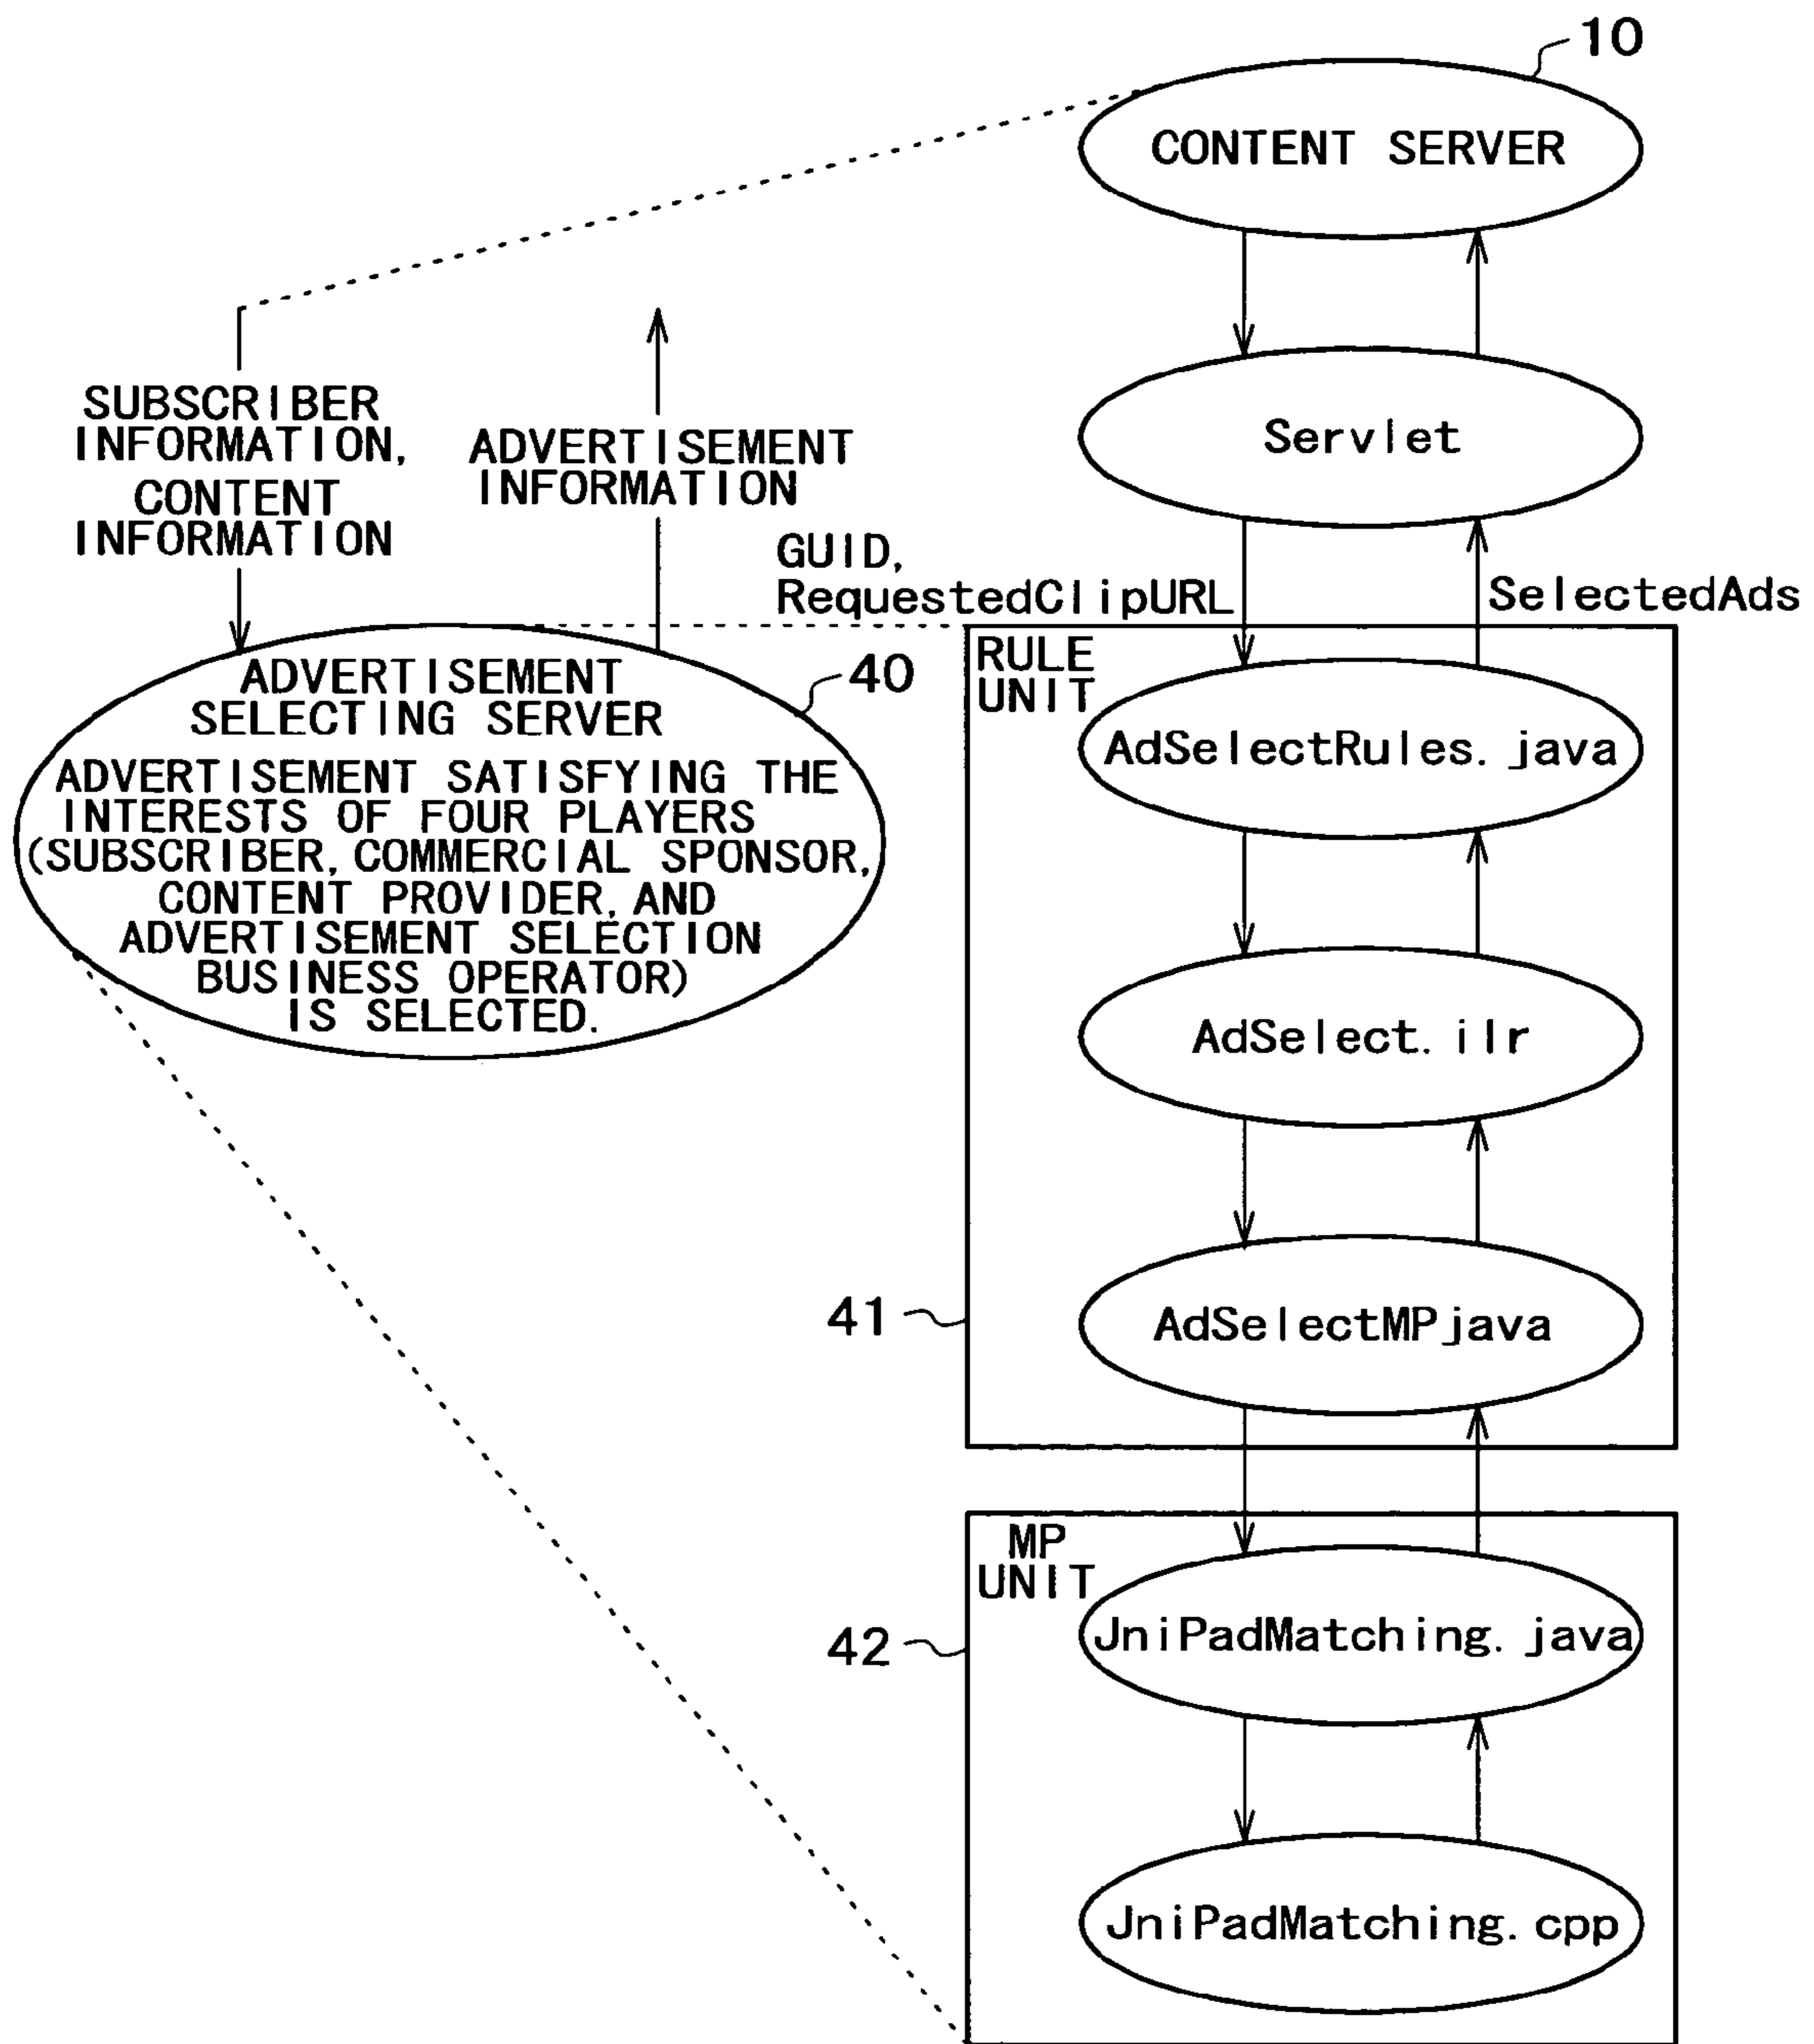 10
CONTENT SERVER
Servlet
SUBSCRIBER
INFORMATION,
CONTENT
INFORMATION
ADVERTISEMENT
INFORMATION
GUID,
RequestedClipURL
SelectedAds
ADVERTISEMENT
SELECTING SERVER
40
ADVERTISEMENT SATISFYING THE
INTERESTS OF FOUR PLAYERS
(SUBSCRIBER, COMMERCIAL SPONSOR,
CONTENT PROVIDER, AND
ADVERTISEMENT SELECTION
BUSINESS OPERATOR)
IS SELECTED.
RULE
UNIT
AdSelectRules.java
AdSelect.ilr
AdSelectMPjava
41
MP
UNIT
JniPadMatching.java
42
JniPadMatching.cpp